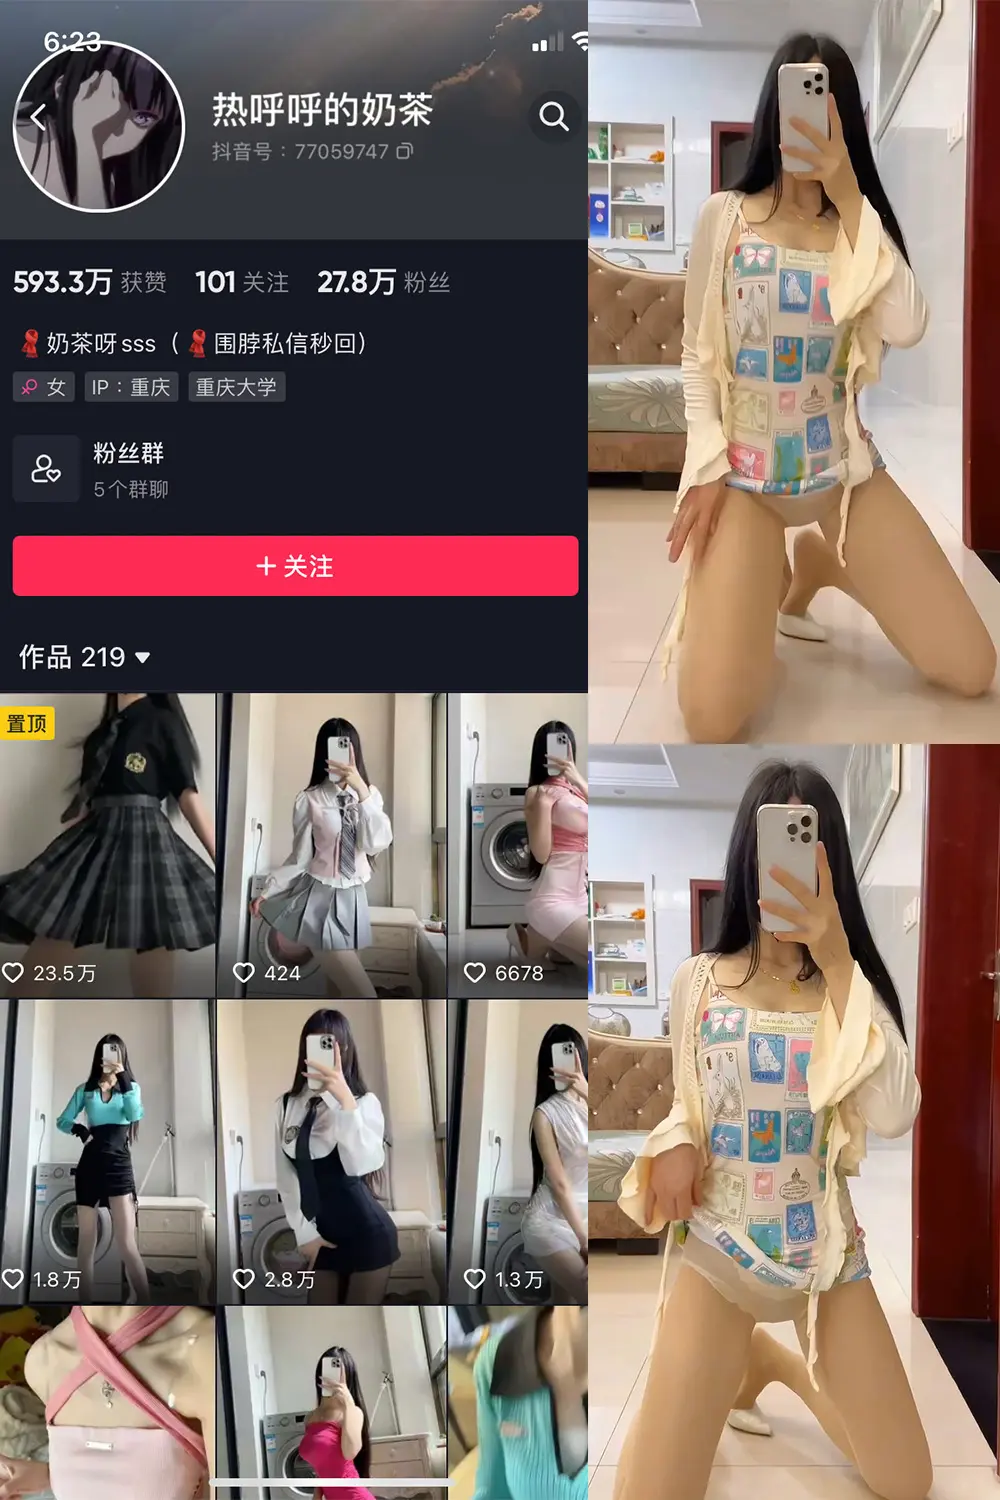 6:23
热呼呼的奶茶
抖音号：77059747
593.3万 获赞 101 关注 27.8万 粉丝
🧣奶茶呀sss（🧣围脖私信秒回）
女 IP：重庆 重庆大学
粉丝群
5个群聊
+ 关注
作品 219
置顶
23.5万 424 6678
1.8万 2.8万 1.3万